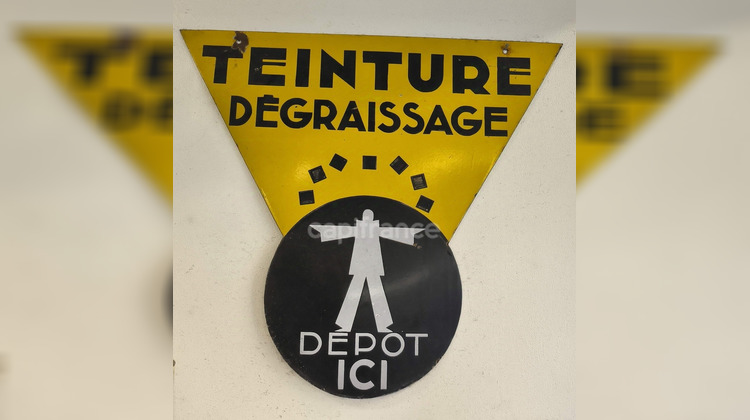 TEINTURE
DÉGRAISSAGE
capifrance
DÉPOT
ICI